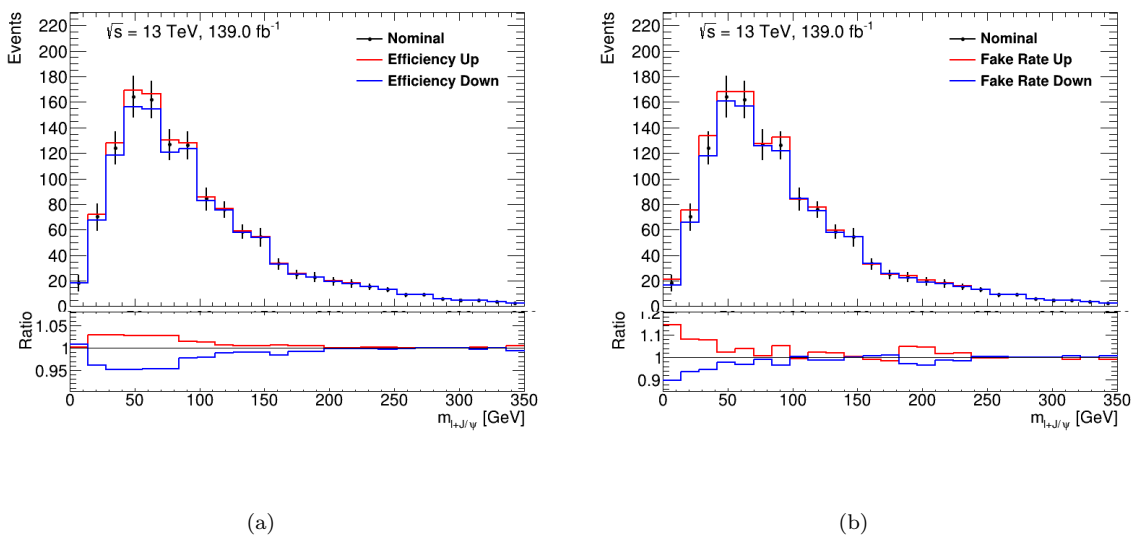 Events
220
200
180
160
140
120
100
80
60
40
20
0
√s = 13 TeV, 139.0 fb⁻¹
Nominal
Efficiency Up
Efficiency Down
Ratio
1.05
1
0.95
0 50 100 150 200 250 300 350
m_{l+J/ψ} [GeV]
(a)
Events
220
200
180
160
140
120
100
80
60
40
20
0
√s = 13 TeV, 139.0 fb⁻¹
Nominal
Fake Rate Up
Fake Rate Down
Ratio
1.2
1.1
1
0.9
0 50 100 150 200 250 300 350
m_{l+J/ψ} [GeV]
(b)